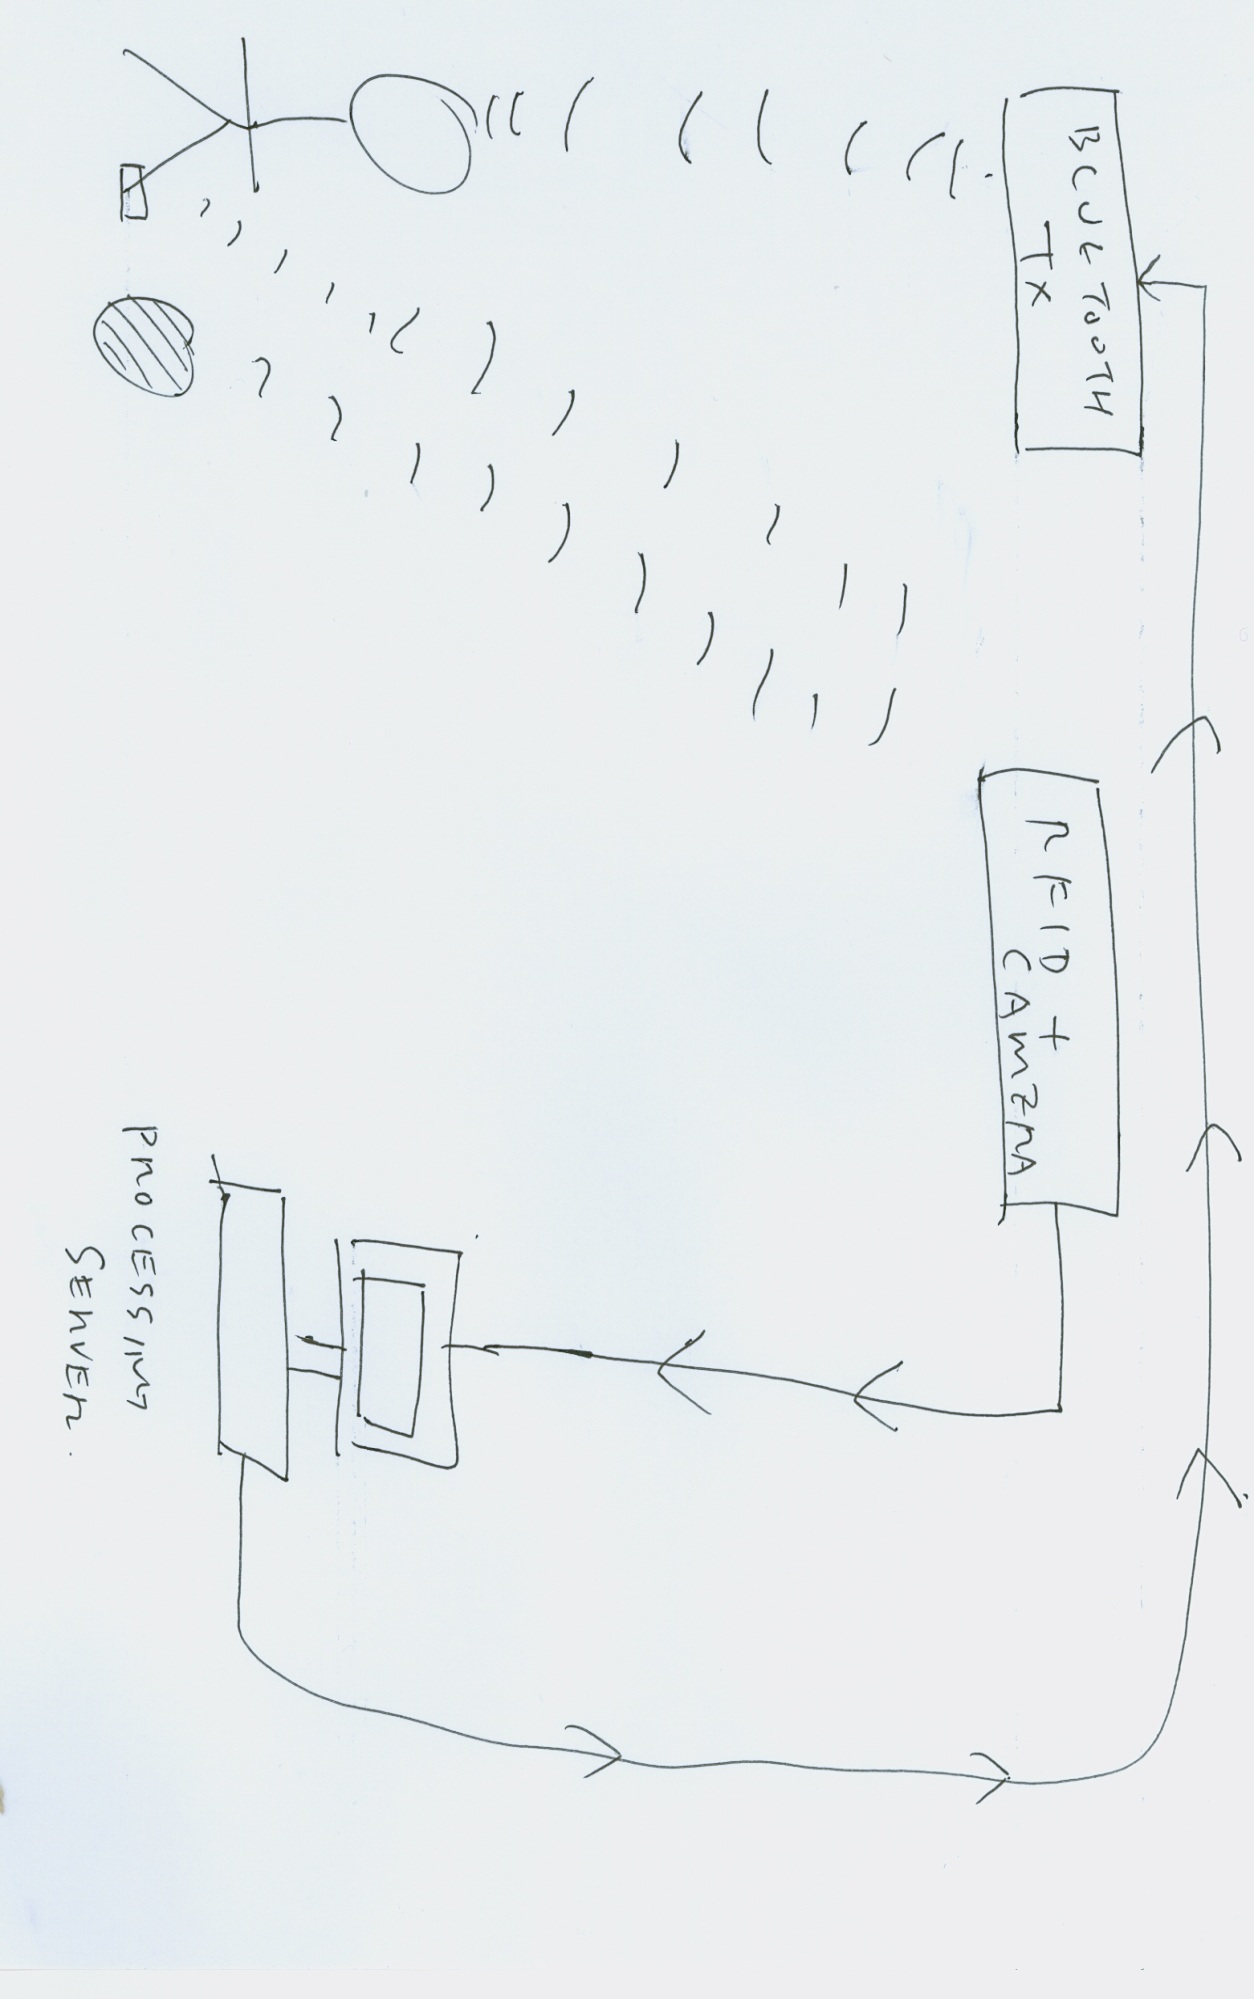 BLUETOOTH
TX
RFID +
CAMERA
PROCESSING
SERVER.